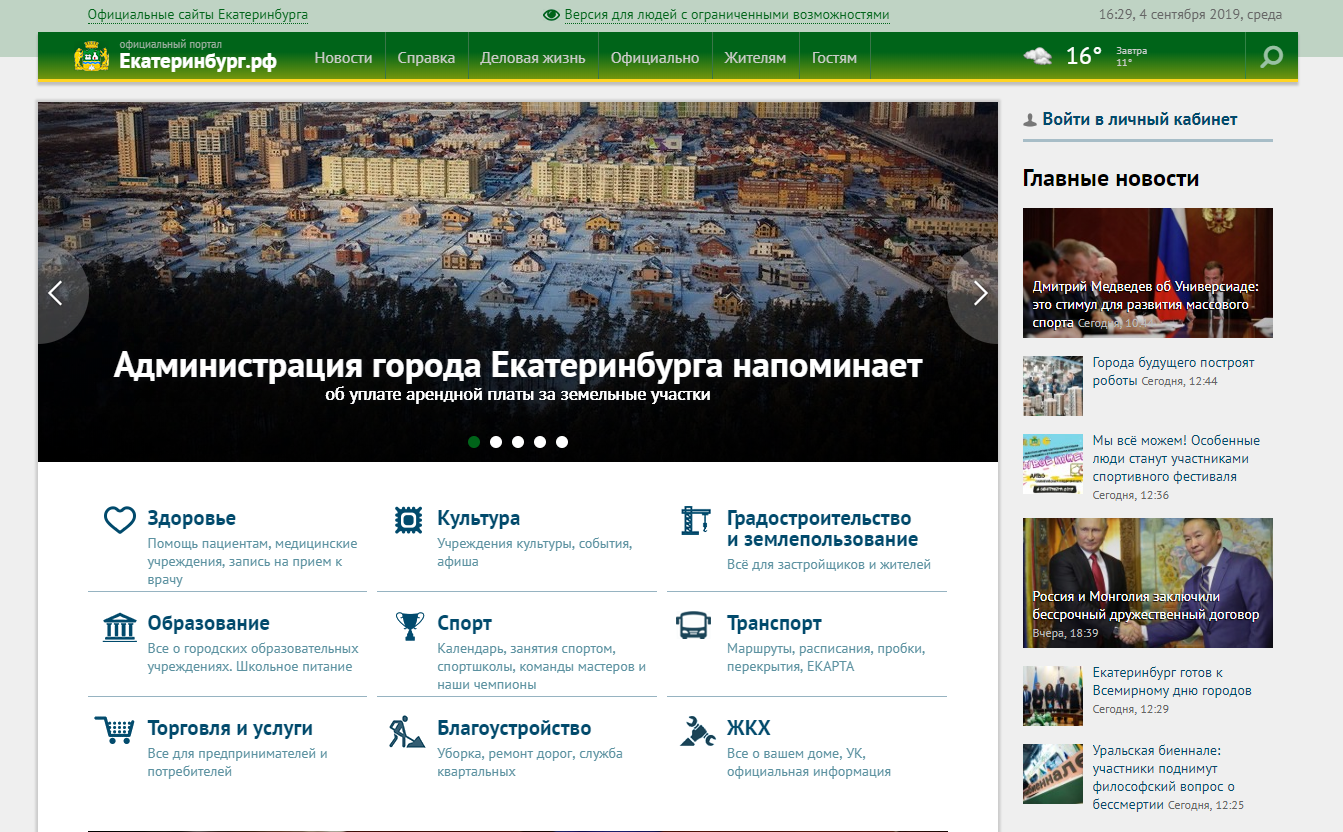 Официальные сайты Екатеринбурга
Версия для людей с ограниченными возможностями
16:29, 4 сентября 2019, среда
официальный портал
Екатеринбург.рф
Новости
Справка
Деловая жизнь
Официально
Жителям
Гостям
16°
Завтра
11°
Администрация города Екатеринбурга напоминает
об уплате арендной платы за земельные участки
Здоровье
Помощь пациентам, медицинские
учреждения, запись на прием к
врачу
Культура
Учреждения культуры, события,
афиша
Градостроительство
и землепользование
Всё для застройщиков и жителей
Образование
Все о городских образовательных
учреждениях. Школьное питание
Спорт
Календарь, занятия спортом,
спортшколы, команды мастеров и
наши чемпионы
Транспорт
Маршруты, расписания, пробки,
перекрытия, ЕКАРТА
Торговля и услуги
Все для предпринимателей и
потребителей
Благоустройство
Уборка, ремонт дорог, служба
квартальных
ЖКХ
Все о вашем доме, УК,
официальная информация
Войти в личный кабинет
Главные новости
Дмитрий Медведев об Универсиаде:
это стимул для развития массового
спорта Сегодня,
Города будущего построят
роботы Сегодня, 12:44
Мы всё можем! Особенные
люди станут участниками
спортивного фестиваля
Сегодня, 12:36
Россия и Монголия заключили
бессрочный дружественный договор
Вчера, 18:39
Екатеринбург готов к
Всемирному дню городов
Сегодня, 12:29
Уральская биеннале:
участники поднимут
философский вопрос о
бессмертии Сегодня, 12:25